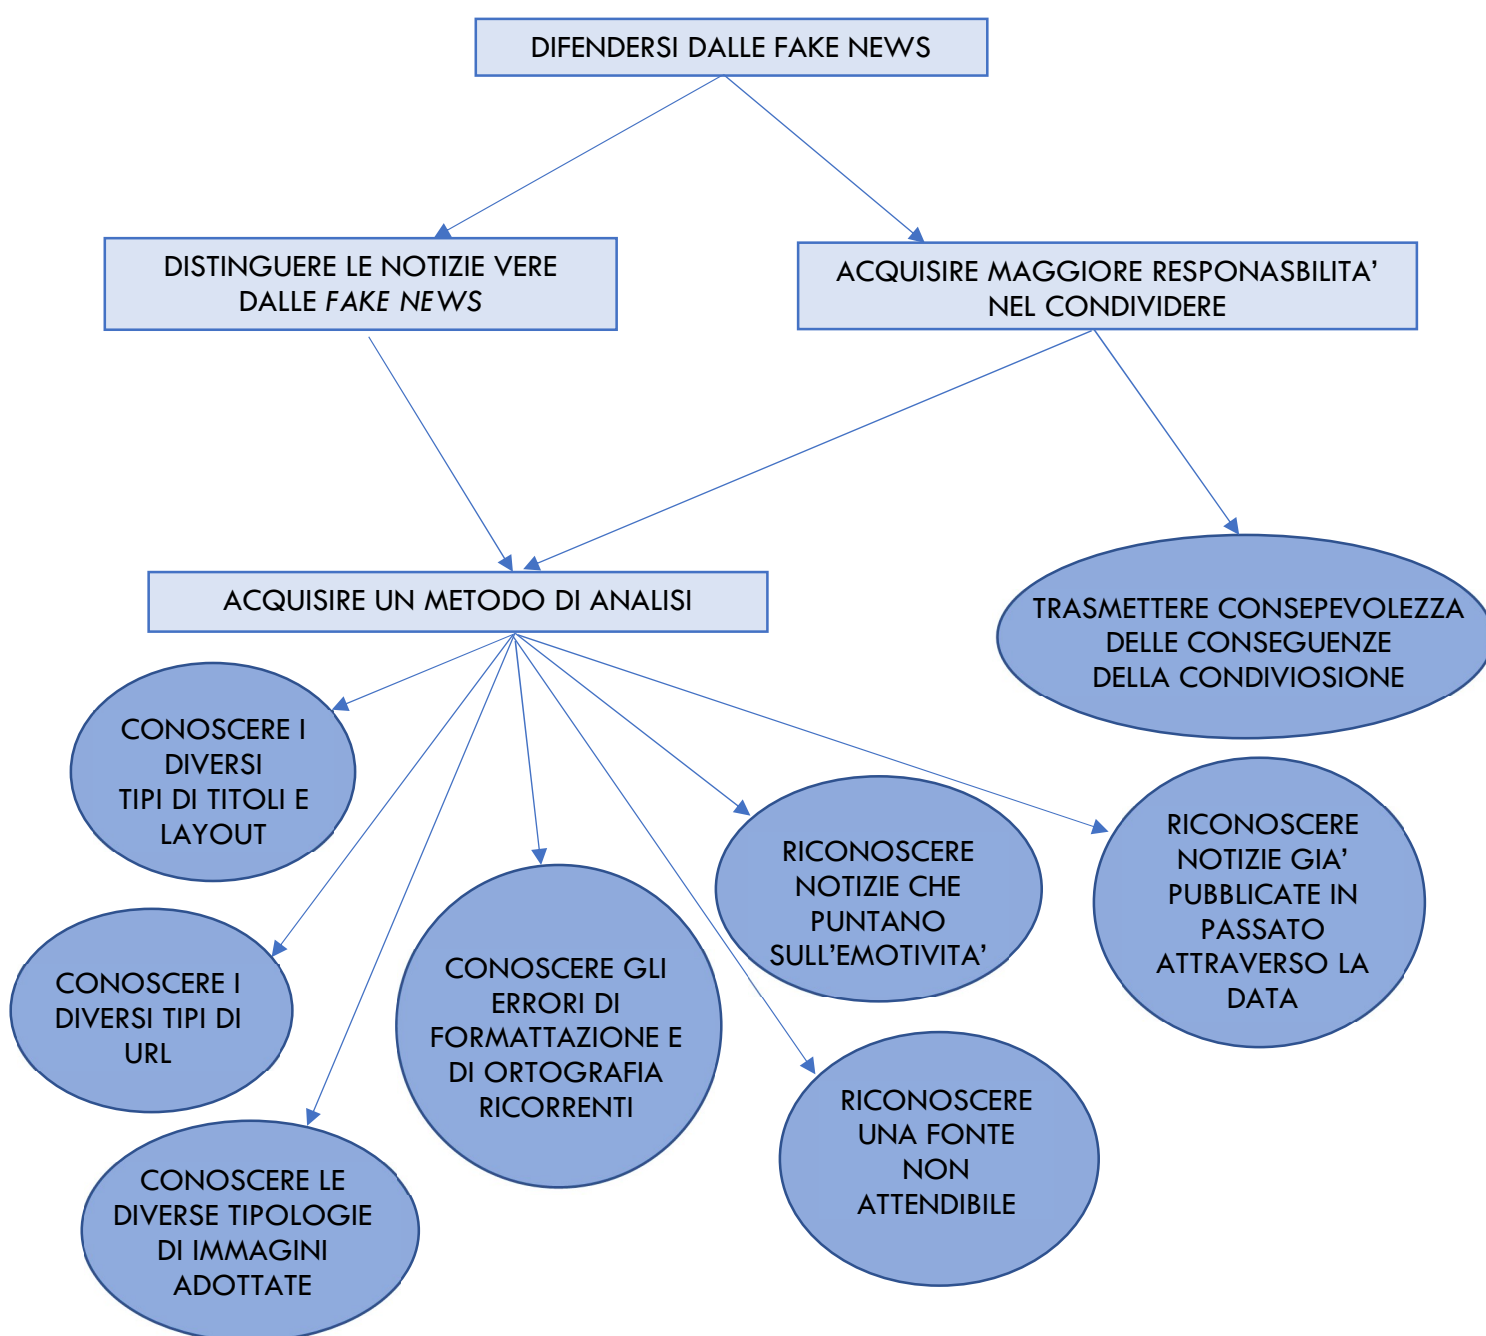 DIFENDERSI DALLE FAKE NEWS
DISTINGUERE LE NOTIZIE VERE
DALLE FAKE NEWS
ACQUISIRE MAGGIORE RESPONASBILITA’
NEL CONDIVIDERE
ACQUISIRE UN METODO DI ANALISI
TRASMETTERE CONSEPEVOLEZZA
DELLE CONSEGUENZE
DELLA CONDIVIOSIONE
CONOSCERE I
DIVERSI
TIPI DI TITOLI E
LAYOUT
RICONOSCERE
NOTIZIE CHE
PUNTANO
SULL’EMOTIVITA’
RICONOSCERE
NOTIZIE GIA’
PUBBLICATE IN
PASSATO
ATTRAVERSO LA
DATA
CONOSCERE I
DIVERSI TIPI DI
URL
CONOSCERE GLI
ERRORI DI
FORMATTAZIONE E
DI ORTOGRAFIA
RICORRENTI
RICONOSCERE
UNA FONTE
NON
ATTENDIBILE
CONOSCERE LE
DIVERSE TIPOLOGIE
DI IMMAGINI
ADOTTATE